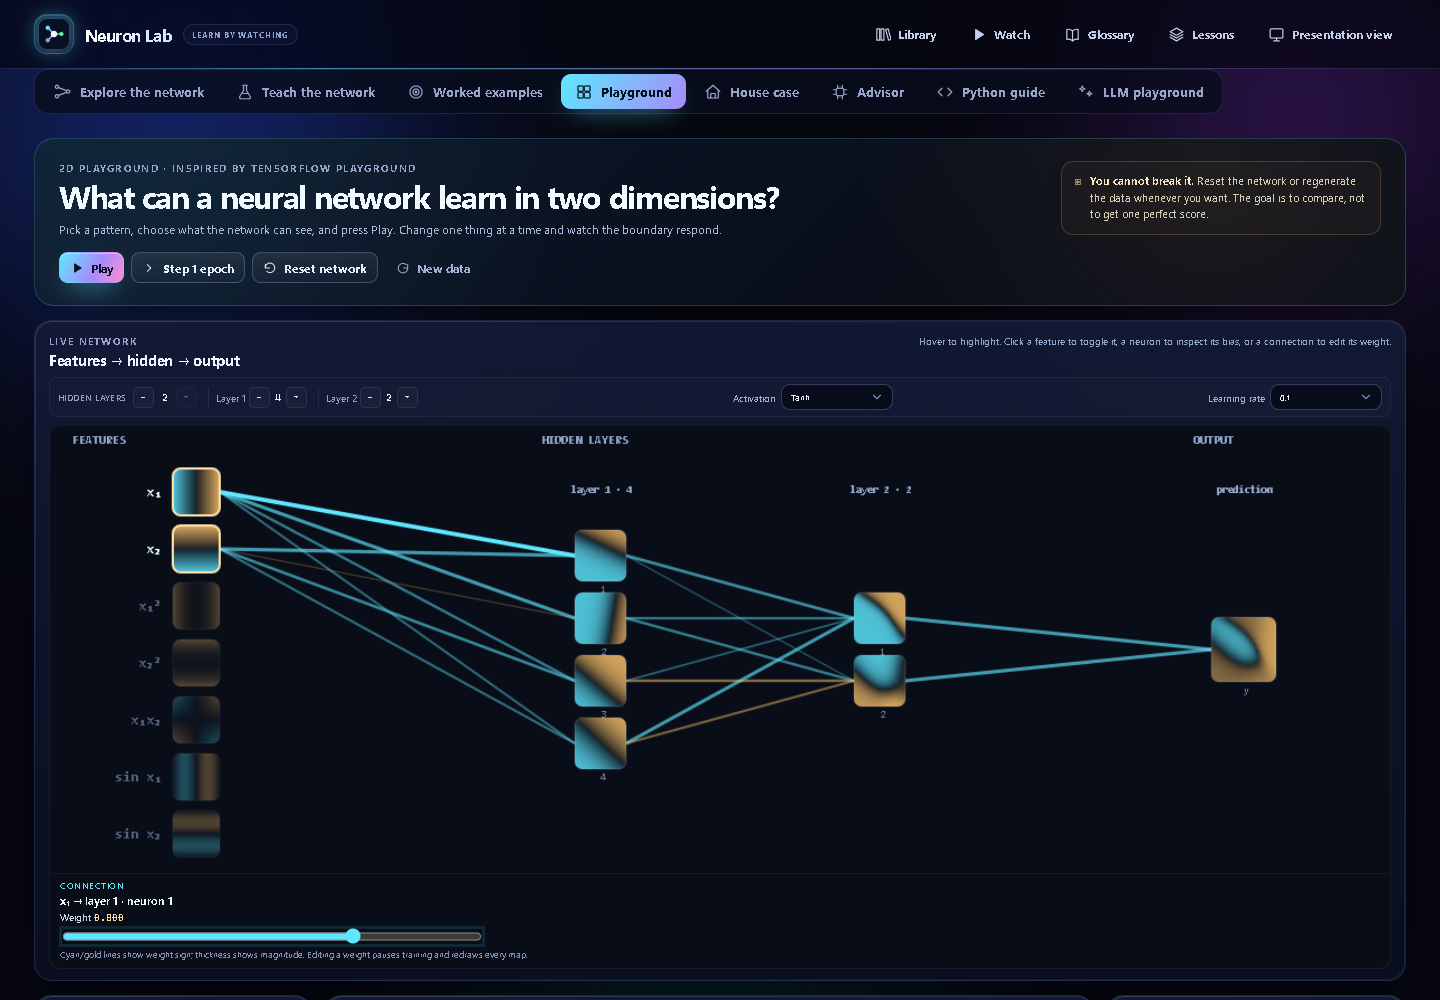 Neuron Lab
LEARN BY WATCHING
Library
Watch
Glossary
Lessons
Presentation view
Explore the network
Teach the network
Worked examples
Playground
House case
Advisor
Python guide
LLM playground
2D PLAYGROUND · INSPIRED BY TENSORFLOW PLAYGROUND
What can a neural network learn in two dimensions?
Pick a pattern, choose what the network can see, and press Play. Change one thing at a time and watch the boundary respond.
You cannot break it. Reset the network or regenerate
the data whenever you want. The goal is to compare, not
to get one perfect score.
Play
Step 1 epoch
Reset network
New data
LIVE NETWORK
Features → hidden → output
Hover to highlight. Click a feature to toggle it, a neuron to inspect its bias, or a connection to edit its weight.
HIDDEN LAYERS − 2 +
Layer 1 − 4 +
Layer 2 − 2 +
Activation Tanh
Learning rate 0.1
FEATURES
HIDDEN LAYERS
OUTPUT
layer 1 · 4
layer 2 · 2
prediction
x₁
x₂
x₁²
x₂²
x₁x₂
sin x₁
sin x₂
1
2
3
4
1
2
y
CONNECTION
x₁ → layer 1 · neuron 1
Weight 0.800
Cyan/gold lines show weight sign; thickness shows magnitude. Editing a weight pauses training and redraws every map.